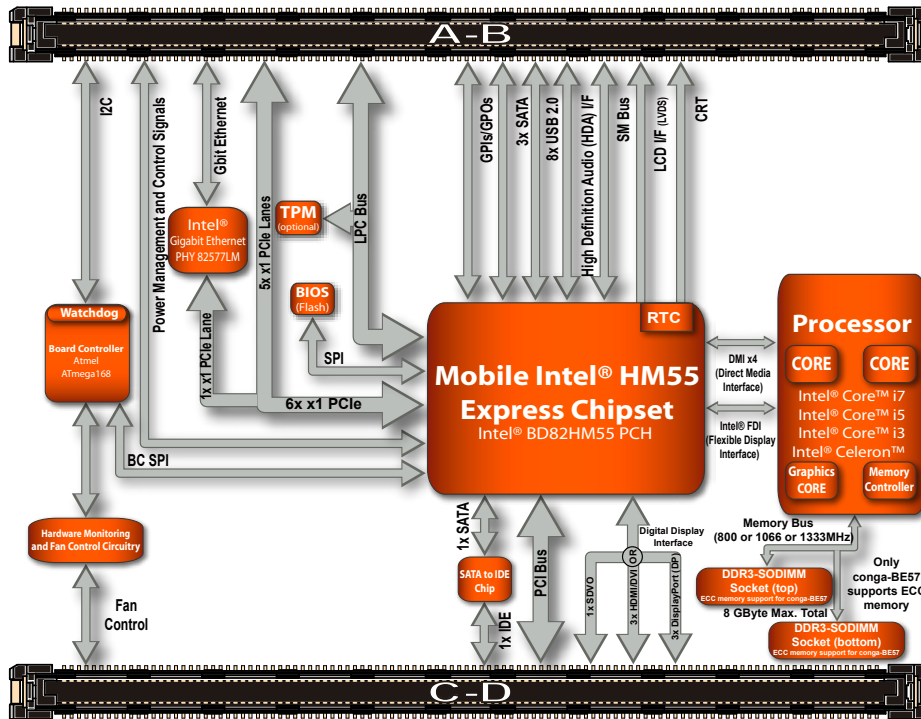 A-B
I2C
Power Management and Control Signals
Gbit Ethernet
5x x1 PCIe Lanes
LPC Bus
GPIs/GPOs
3x SATA
8x USB 2.0
High Definition Audio (HDA) I/F
SM Bus
LCD I/F (LVDS)
CRT
Intel®
Gigabit Ethernet
PHY 82577LM
TPM
(optional)
BIOS
(Flash)
SPI
1x x1 PCIe Lane
6x x1 PCIe
BC SPI
Watchdog
Board Controller
Atmel
ATmega168
RTC
Mobile Intel® HM55
Express Chipset
Intel® BD82HM55 PCH
DMI x4
(Direct Media
Interface)
Intel® FDI
(Flexible Display
Interface)
Processor
CORE
CORE
Intel® Core™ i7
Intel® Core™ i5
Intel® Core™ i3
Intel® Celeron™
Graphics
CORE
Memory
Controller
Hardware Monitoring
and Fan Control Circuitry
Fan
Control
1x SATA
SATA to IDE
Chip
1x IDE
PCI Bus
Digital Display
Interface
OR
1x SDVO
3x HDMI/DVI
3x DisplayPort (DP)
Memory Bus
(800 or 1066 or 1333MHz)
Only
conga-BE57
supports ECC
memory
DDR3-SODIMM
Socket (top)
ECC memory support for conga-BE57
8 GByte Max. Total
DDR3-SODIMM
Socket (bottom)
ECC memory support for conga-BE57
C-D